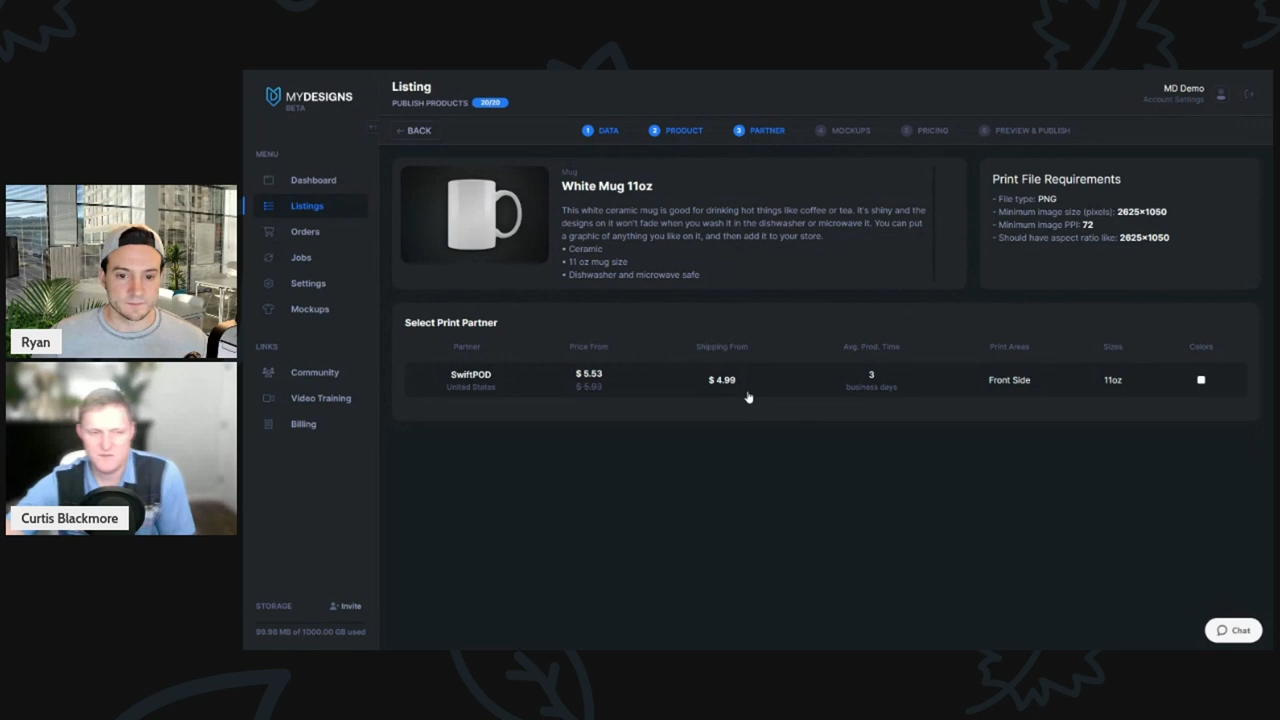 MYDESIGNS
BETA
MENU
Dashboard
Listings
Orders
Jobs
Settings
Mockups
LINKS
Community
Video Training
Billing
STORAGE
Invite
99.98 MB of 1000.00 GB used
Listing
PUBLISH PRODUCTS 20/20
MD Demo
Account Settings
← BACK
1 DATA
2 PRODUCT
3 PARTNER
4 MOCKUPS
5 PRICING
6 PREVIEW & PUBLISH
Mug
White Mug 11oz
This white ceramic mug is good for drinking hot things like coffee or tea. It's shiny and the
designs on it won't fade when you wash it in the dishwasher or microwave it. You can put
a graphic of anything you like on it, and then add it to your store.
• Ceramic
• 11 oz mug size
• Dishwasher and microwave safe
Print File Requirements
- File type: PNG
- Minimum image size (pixels): 2625×1050
- Minimum image PPI: 72
- Should have aspect ratio like: 2625×1050
Select Print Partner
Partner Price From Shipping From Avg. Prod. Time Print Areas Sizes Colors
SwiftPOD
United States
$ 5.53
$ 5.93
$ 4.99
3
business days
Front Side
11oz
Chat
Ryan
Curtis Blackmore